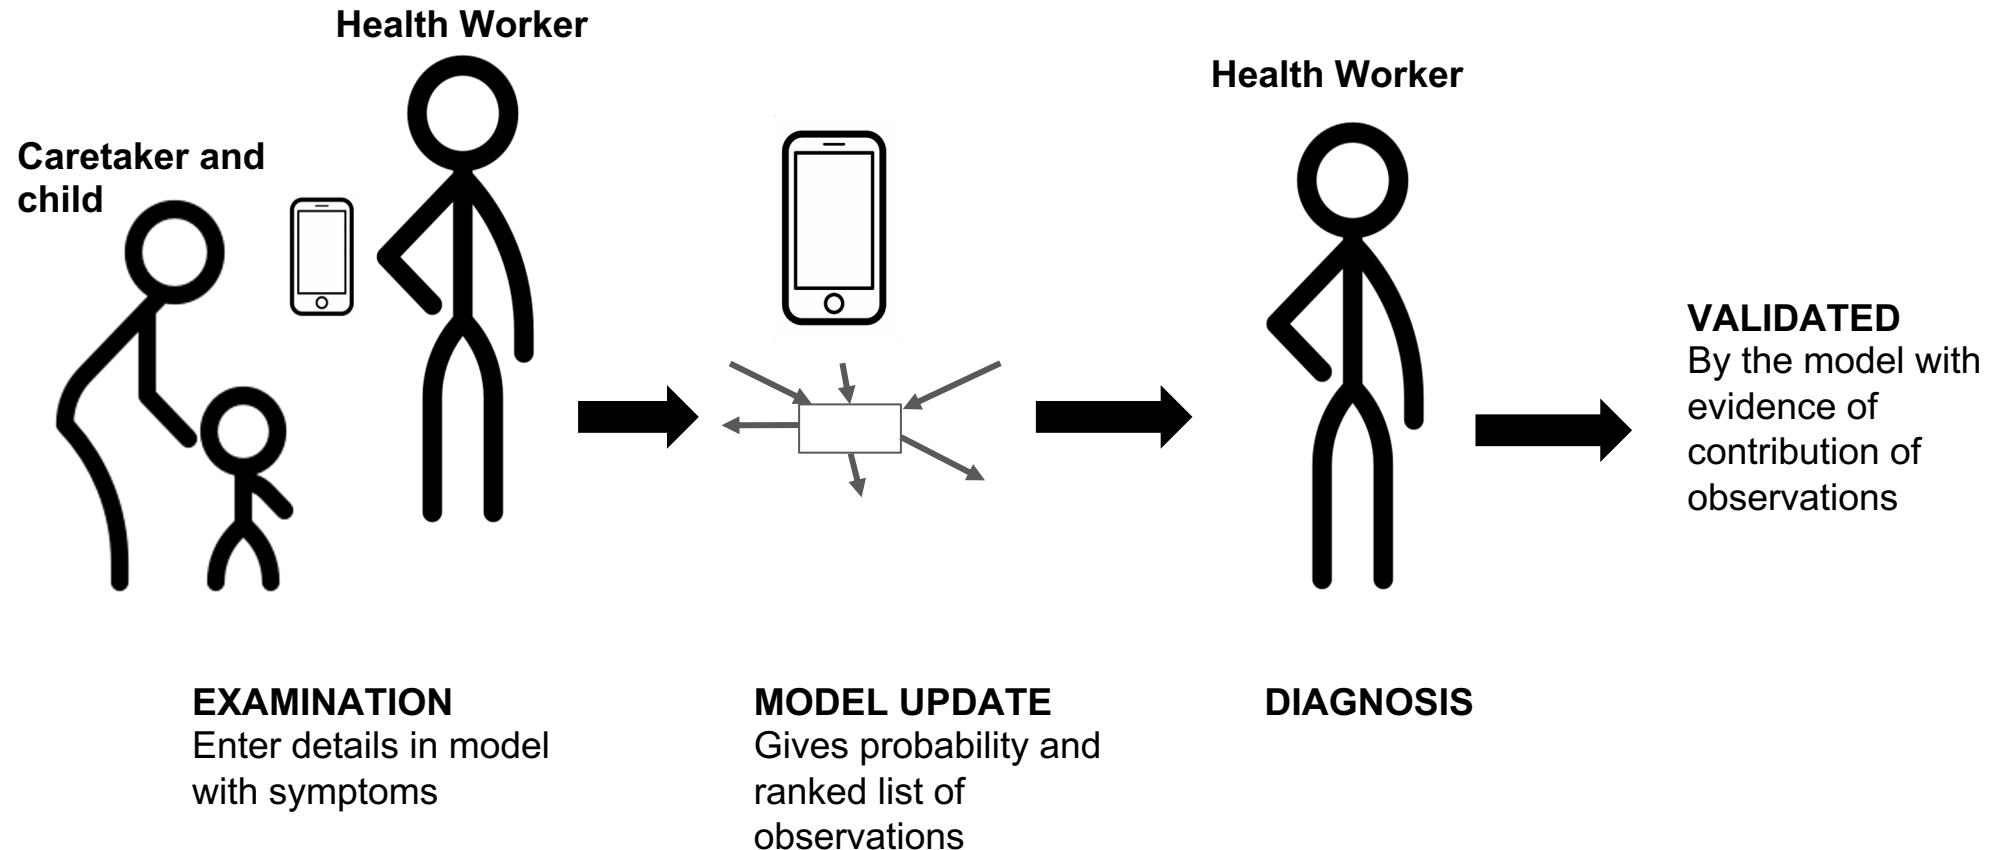 Health Worker
Caretaker and
child
Health Worker
VALIDATED
By the model with
evidence of
contribution of
observations
EXAMINATION
Enter details in model
with symptoms
MODEL UPDATE
Gives probability and
ranked list of
observations
DIAGNOSIS